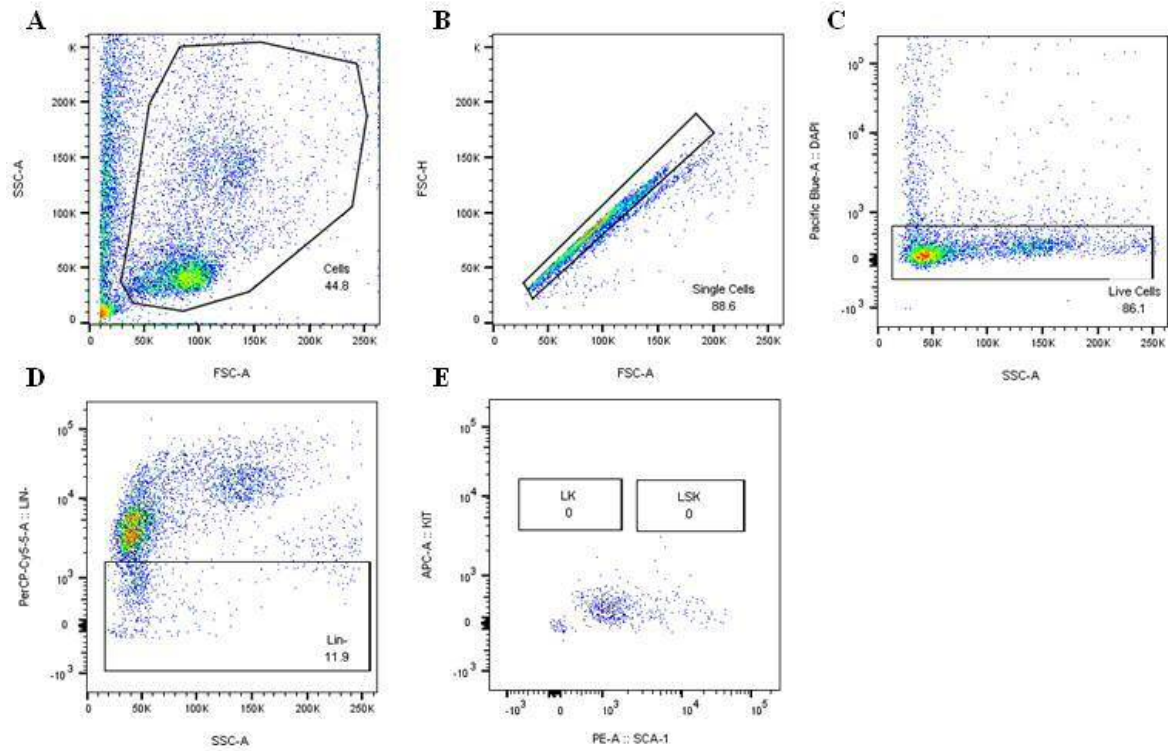 A
K
200K
150K
100K
50K
0
SSC-A
Cells
44.8
0 50K 100K 150K 200K 250K
FSC-A
B
K
200K
150K
100K
50K
0
FSC-H
Single Cells
88.6
0 50K 100K 150K 200K 250K
FSC-A
C
10^5
10^4
10^3
0
-10^3
Pacific Blue-A :: DAPI
Live Cells
86.1
0 50K 100K 150K 200K 250K
SSC-A
D
10^5
10^4
10^3
0
-10^3
PerCP-Cy5-5-A :: LIN-
Lin-
11.9
0 50K 100K 150K 200K 250K
SSC-A
E
10^5
10^4
10^3
0
-10^3
APC-A :: KIT
LK
0
LSK
0
-10^3 0 10^3 10^4 10^5
PE-A :: SCA-1